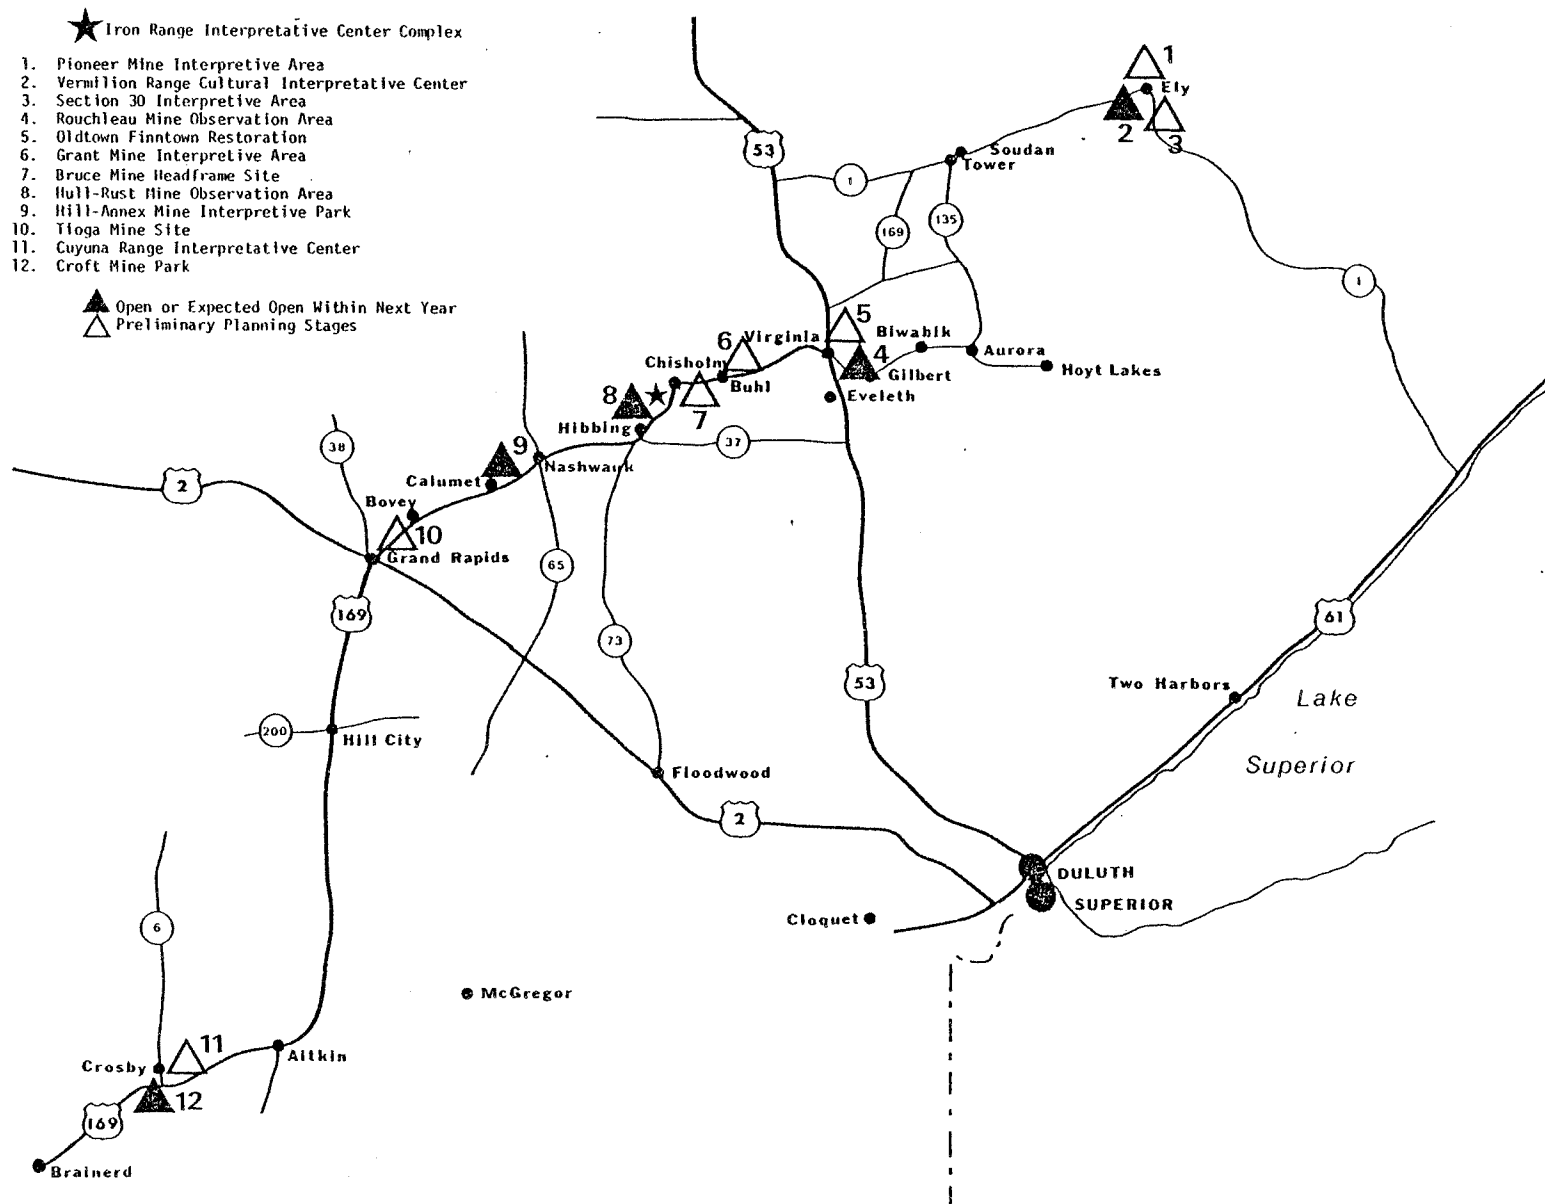 Iron Range Interpretative Center Complex
1. Pioneer Mine Interpretive Area
2. Vermilion Range Cultural Interpretative Center
3. Section 30 Interpretive Area
4. Rouchleau Mine Observation Area
5. Oldtown Finntown Restoration
6. Grant Mine Interpretive Area
7. Bruce Mine Headframe Site
8. Hull-Rust Mine Observation Area
9. Hill-Annex Mine Interpretive Park
10. Tioga Mine Site
11. Cuyuna Range Interpretative Center
12. Croft Mine Park
Open or Expected Open Within Next Year
Preliminary Planning Stages
1
Ely
2
3
53
Soudan
Tower
1
135
169
1
5
Virginia
Biwabik
6
4
Aurora
Chisholm
Buhl
Gilbert
Hoyt Lakes
8
7
Eveleth
Hibbing
37
38
9
Nashwauk
2
Calumet
Bovey
10
Grand Rapids
65
169
61
73
53
Two Harbors
Lake
Superior
200
Hill City
Floodwood
2
DULUTH
SUPERIOR
Cloquet
6
McGregor
11
Aitkin
Crosby
12
169
Brainerd